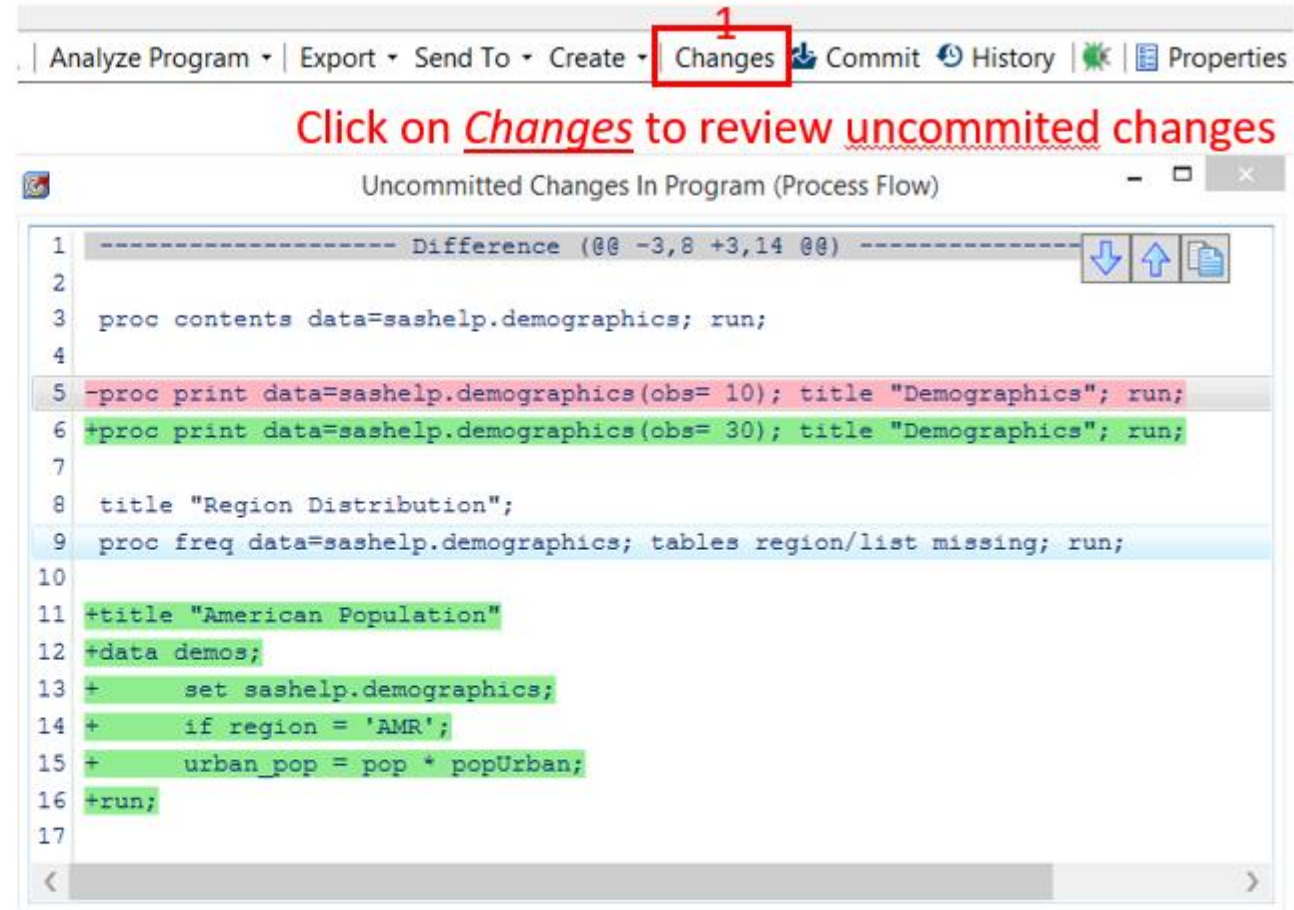 1
Analyze Program Export Send To Create Changes Commit History Properties
Click on Changes to review uncommited changes
Uncommitted Changes In Program (Process Flow)
1 -------------------- Difference (@@ -3,8 +3,14 @@) ---------------
2
3 proc contents data=sashelp.demographics; run;
4
5 -proc print data=sashelp.demographics(obs= 10); title "Demographics"; run;
6 +proc print data=sashelp.demographics(obs= 30); title "Demographics"; run;
7
8 title "Region Distribution";
9 proc freq data=sashelp.demographics; tables region/list missing; run;
10
11 +title "American Population"
12 +data demos;
13 + set sashelp.demographics;
14 + if region = 'AMR';
15 + urban_pop = pop * popUrban;
16 +run;
17